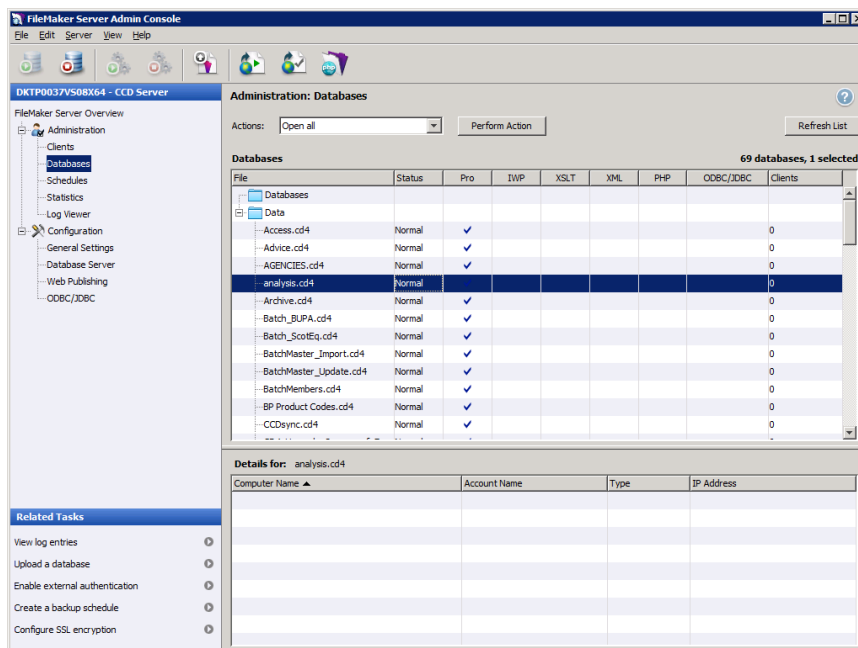 FileMaker Server Admin Console
File Edit Server View Help
php
DKTP0037VS08X64 - CCD Server
FileMaker Server Overview
Administration
Clients
Databases
Schedules
Statistics
Log Viewer
Configuration
General Settings
Database Server
Web Publishing
ODBC/JDBC
Related Tasks
View log entries
Upload a database
Enable external authentication
Create a backup schedule
Configure SSL encryption
Administration: Databases
?
Actions: Open all Perform Action Refresh List
Databases 69 databases, 1 selected
File Status Pro IWP XSLT XML PHP ODBC/JDBC Clients
Databases
Data
Access.cd4 Normal 0
Advice.cd4 Normal 0
AGENCIES.cd4 Normal 0
analysis.cd4 Normal 0
Archive.cd4 Normal 0
Batch_BUPA.cd4 Normal 0
Batch_ScotEq.cd4 Normal 0
BatchMaster_Import.cd4 Normal 0
BatchMaster_Update.cd4 Normal 0
BatchMembers.cd4 Normal 0
BP Product Codes.cd4 Normal 0
CCDsync.cd4 Normal 0
Details for: analysis.cd4
Computer Name Account Name Type IP Address